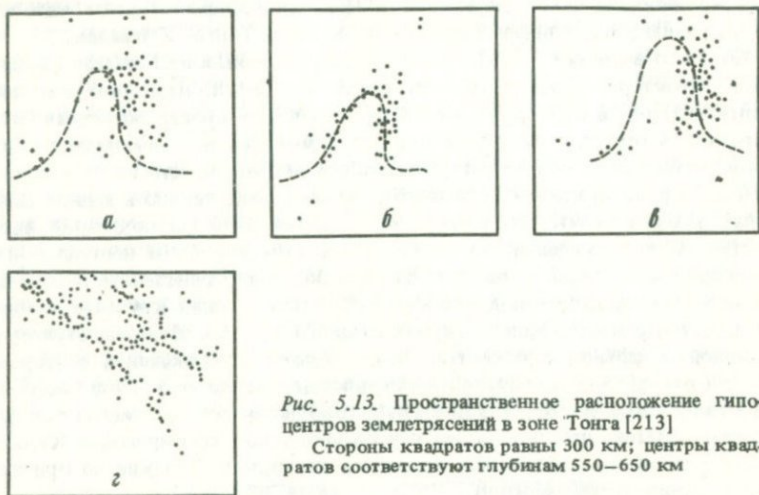 а
б
в
г
Рис. 5.13. Пространственное расположение гипо-
центров землетрясений в зоне Тонга [213]
Стороны квадратов равны 300 км; центры квад-
ратов соответствуют глубинам 550–650 км